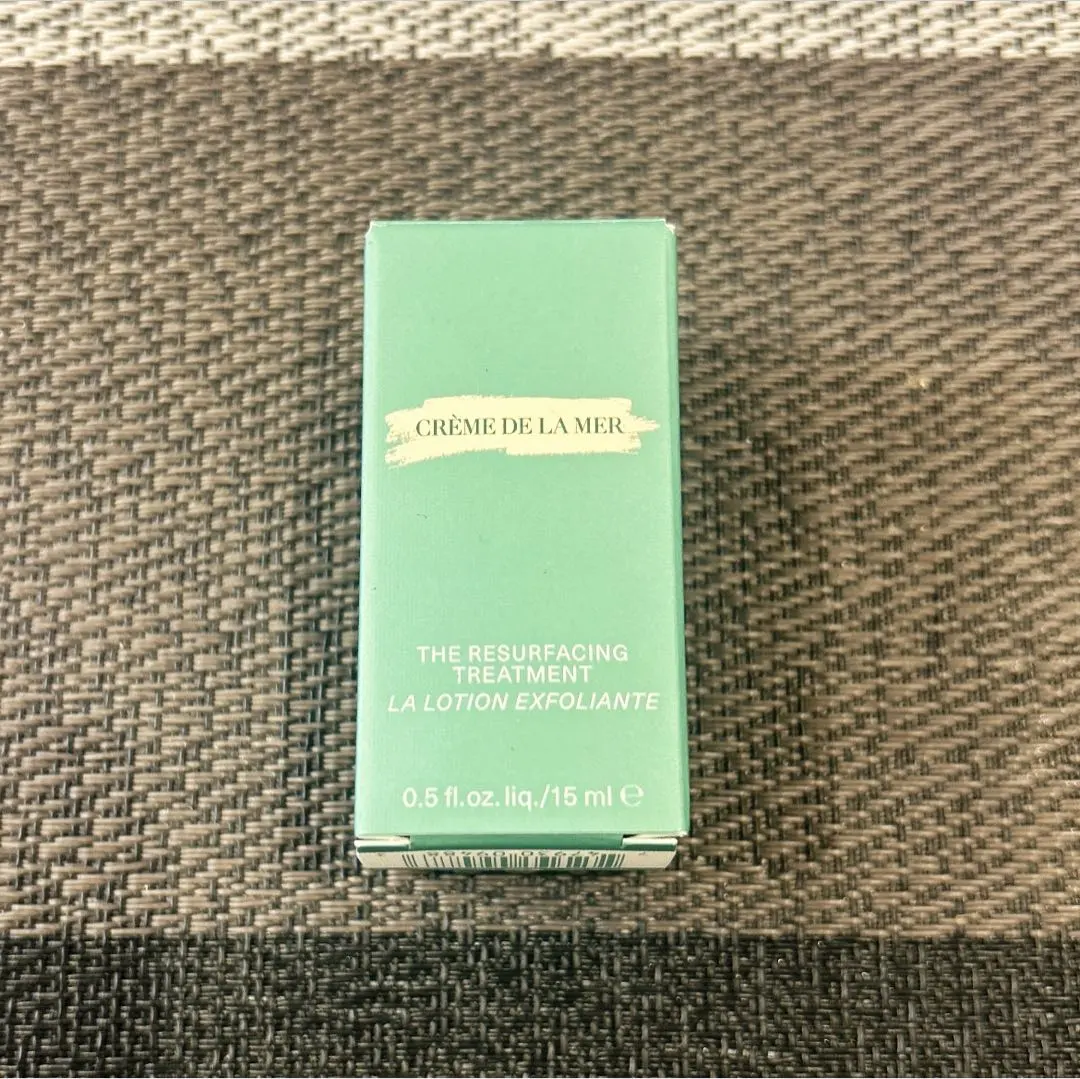 CRÈME DE LA MER
THE RESURFACING
TREATMENT
LA LOTION EXFOLIANTE
0.5 fl.oz. liq./15 ml ℮